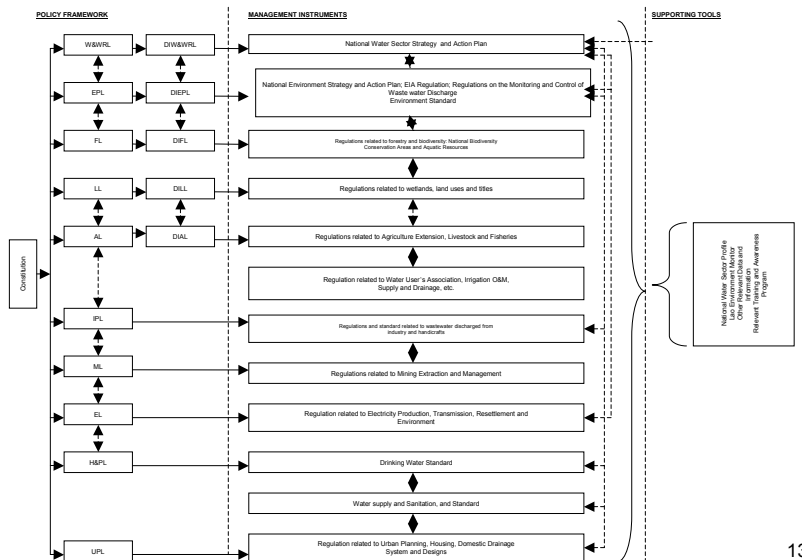 POLICY FRAMEWORK
MANAGEMENT INSTRUMENTS
SUPPORTING TOOLS
Constitution
W&WRL
DIW&WRL
National Water Sector Strategy and Action Plan
EPL
DIEPL
National Environment Strategy and Action Plan; EIA Regulation; Regulations on the Monitoring and Control of
Waste water Discharge
Environment Standard
FL
DIFL
Regulations related to forestry and biodiversity: National Biodiversity
Conservation Areas and Aquatic Resources
LL
DILL
Regulations related to wetlands, land uses and titles
AL
DIAL
Regulations related to Agriculture Extension, Livestock and Fisheries
Regulation related to Water User's Association, Irrigation O&M,
Supply and Drainage, etc.
IPL
Regulations and standard related to wastewater discharged from
industry and handicrafts
ML
Regulations related to Mining Extraction and Management
EL
Regulation related to Electricity Production, Transmission, Resettlement and
Environment
H&PL
Drinking Water Standard
Water supply and Sanitation, and Standard
UPL
Regulation related to Urban Planning, Housing, Domestic Drainage
System and Designs
National Water Sector Profile
Lao Environment Monitor
Other Relevant Data and
Information
Relevant Training and Awareness
Program
13